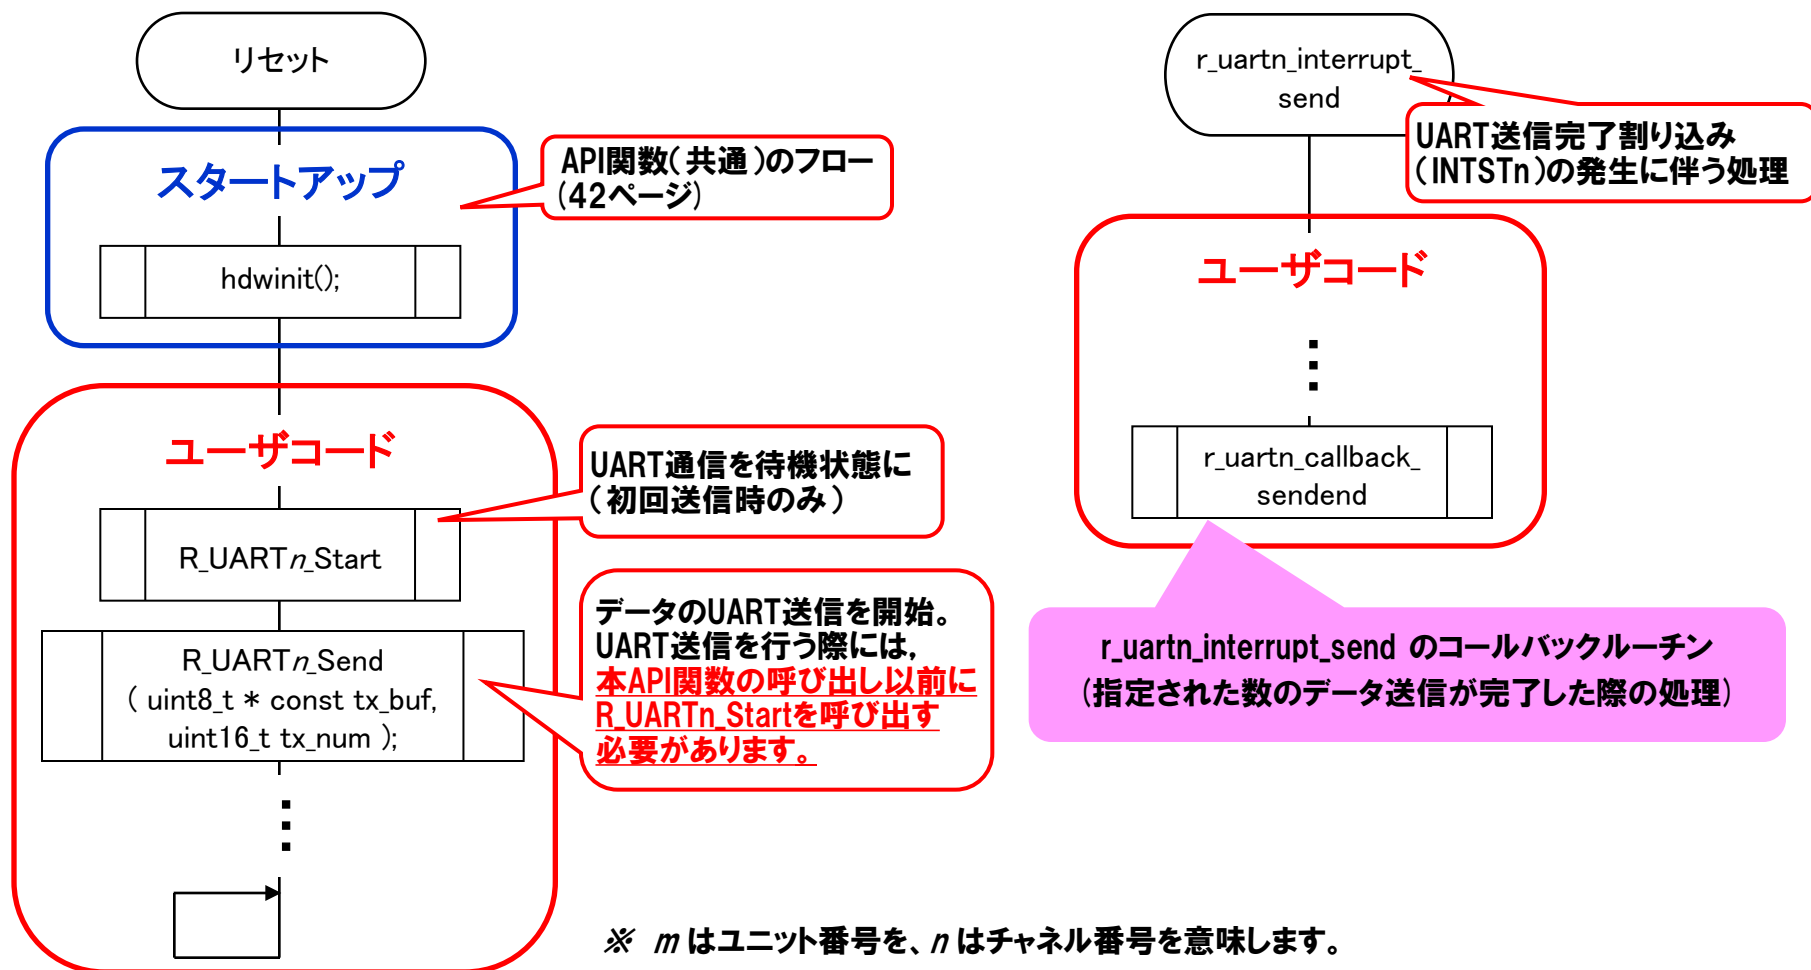 リセット
スタートアップ
hdwinit();
API関数(共通)のフロー
(42ページ)
ユーザコード
R_UARTn_Start
UART通信を待機状態に
(初回送信時のみ)
R_UARTn_Send
( uint8_t * const tx_buf,
uint16_t tx_num );
データのUART送信を開始。
UART送信を行う際には,
本API関数の呼び出し以前に
R_UARTn_Startを呼び出す
必要があります。
r_uartn_interrupt_
send
UART送信完了割り込み
(INTSTn)の発生に伴う処理
ユーザコード
r_uartn_callback_
sendend
r_uartn_interrupt_send のコールバックルーチン
(指定された数のデータ送信が完了した際の処理)
※ m はユニット番号を、n はチャネル番号を意味します。